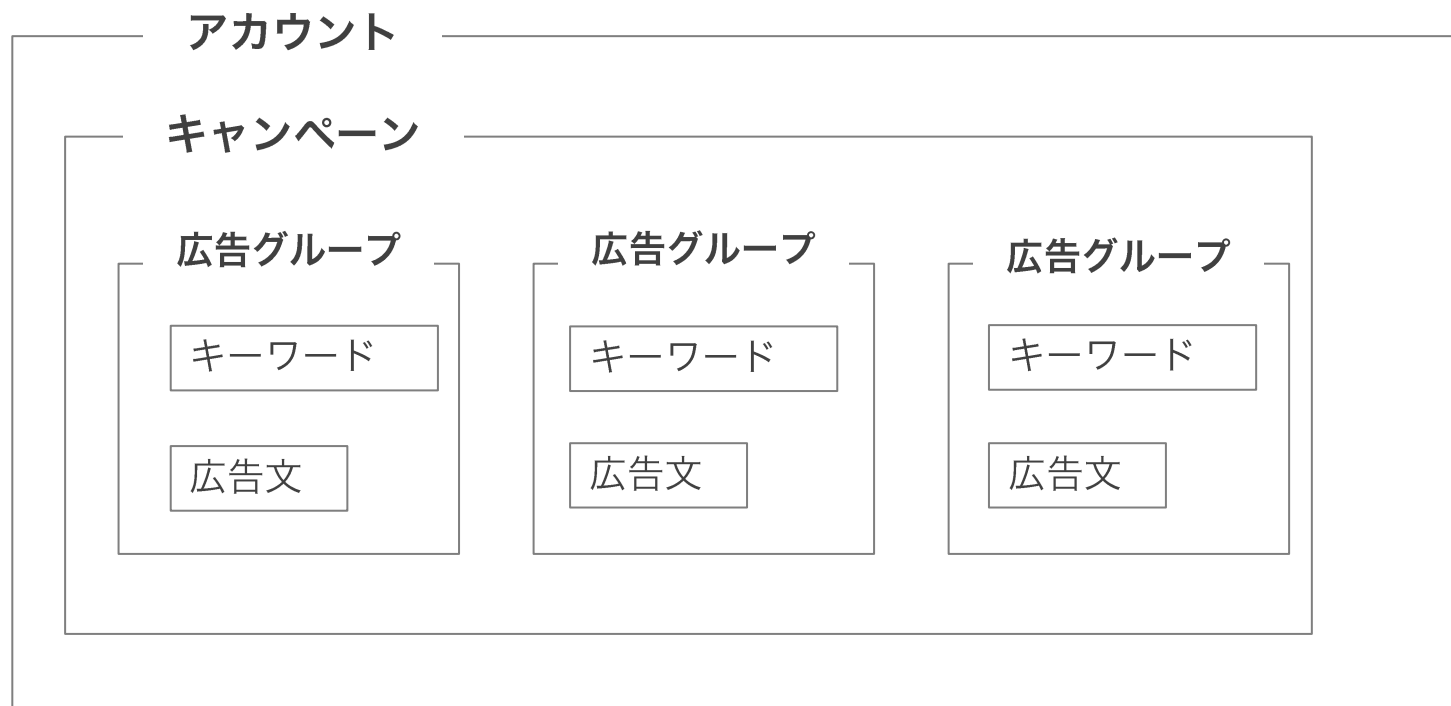 アカウント
キャンペーン
広告グループ
キーワード
広告文
広告グループ
キーワード
広告文
広告グループ
キーワード
広告文